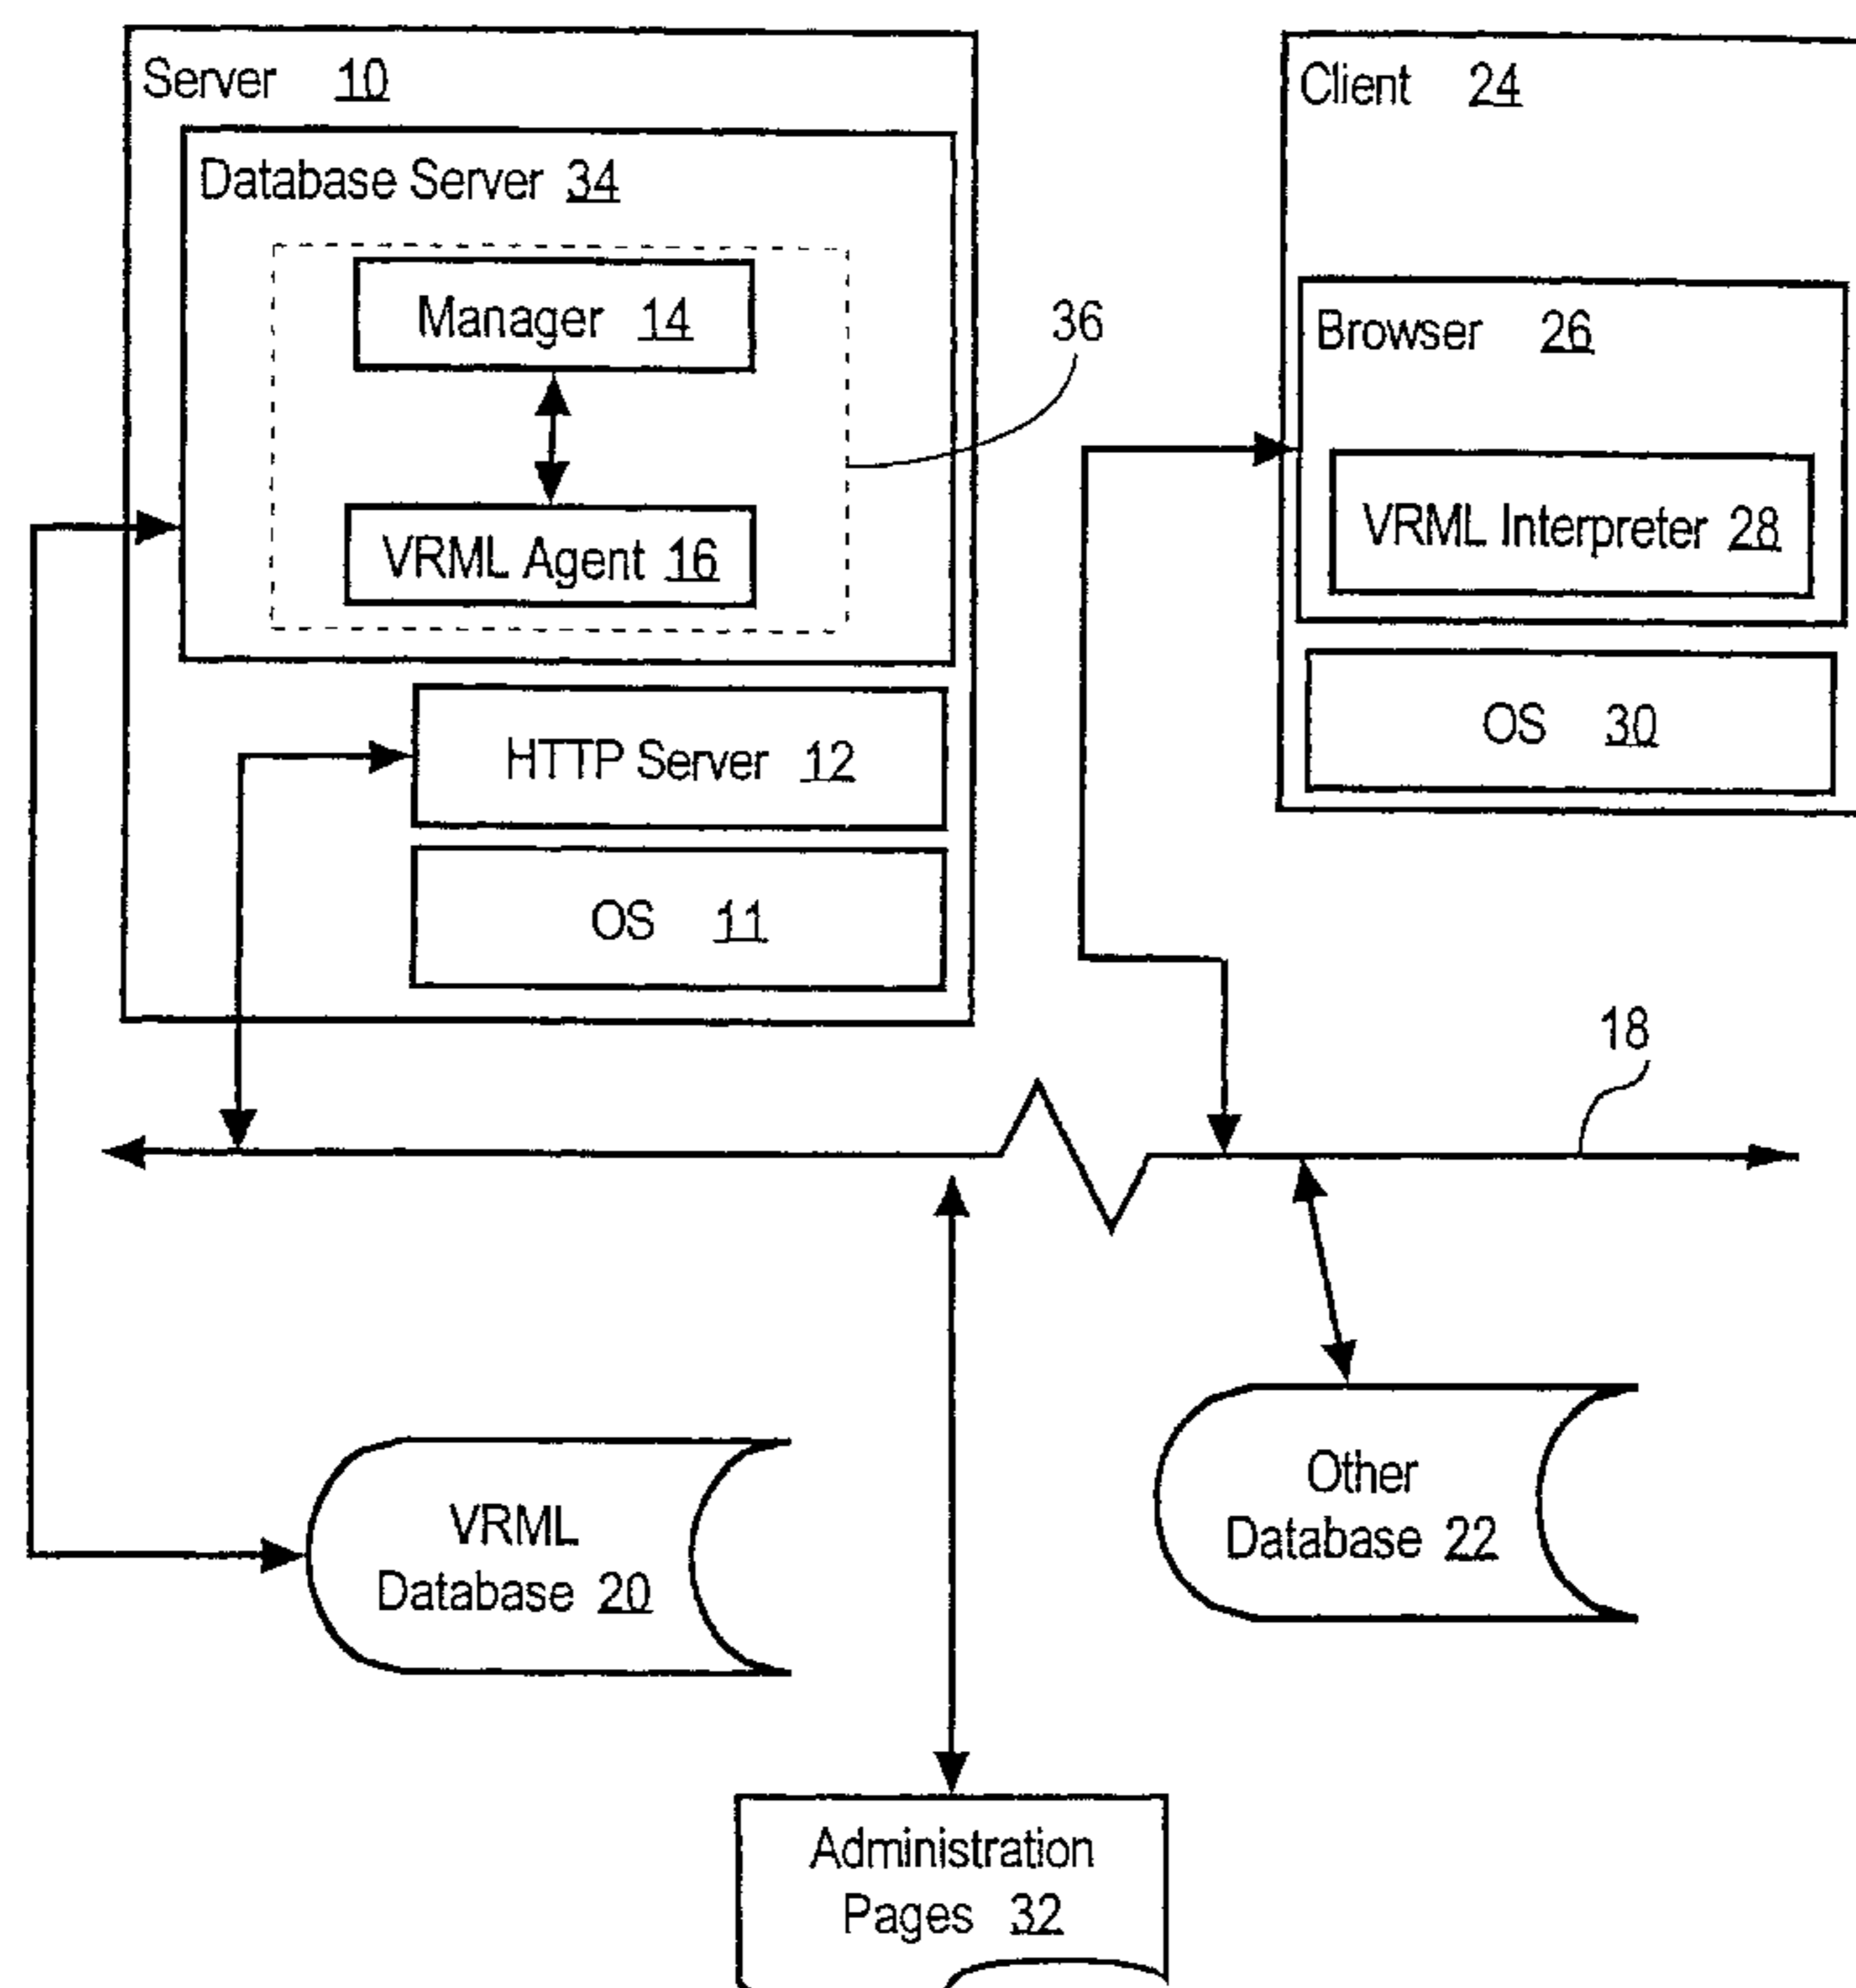 Server 10
Database Server 34
Manager 14
VRML Agent 16
HTTP Server 12
OS 11
36
Client 24
Browser 26
VRML Interpreter 28
OS 30
18
VRML
Database 20
Other
Database 22
Administration
Pages 32